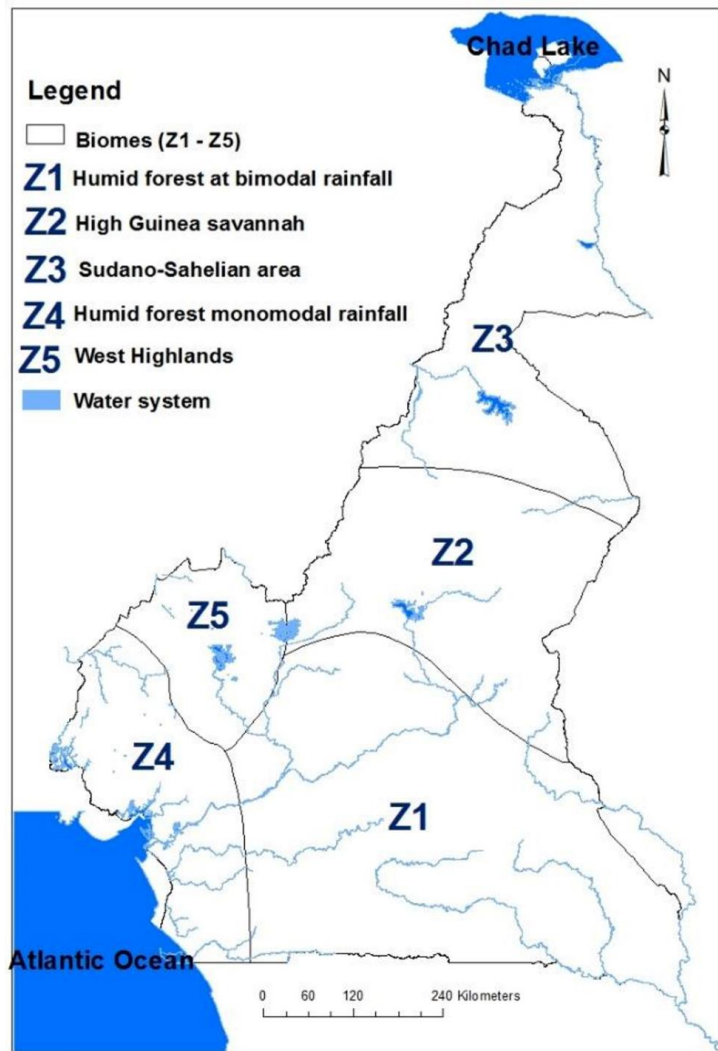 Chad Lake
N
Legend
Biomes (Z1 - Z5)
Z1 Humid forest at bimodal rainfall
Z2 High Guinea savannah
Z3 Sudano-Sahelian area
Z4 Humid forest monomodal rainfall
Z5 West Highlands
Water system
Z3
Z2
Z5
Z4
Z1
Atlantic Ocean
0 60 120 240 Kilometers